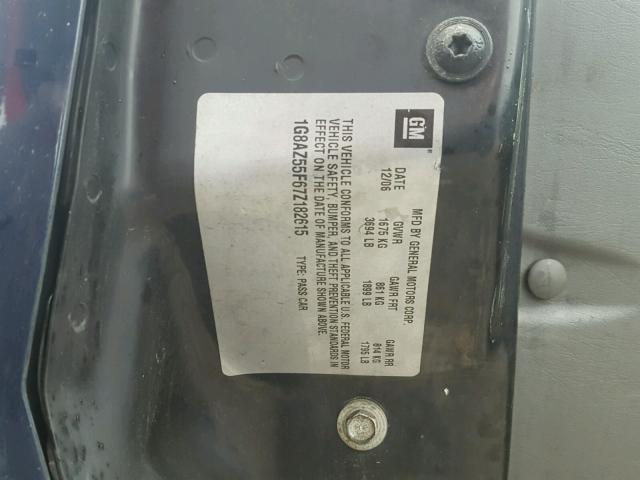 GM
MFD BY GENERAL MOTORS CORP.
DATE GVWR GAWR FRT GAWR RR
12/06 1675 KG 861 KG 814 KG
3694 LB 1899 LB 1795 LB
THIS VEHICLE CONFORMS TO ALL APPLICABLE U.S. FEDERAL MOTOR
VEHICLE SAFETY, BUMPER, AND THEFT PREVENTION STANDARDS IN
EFFECT ON THE DATE OF MANUFACTURE SHOWN ABOVE.
1G8AZ55F67Z182615 TYPE: PASS CAR